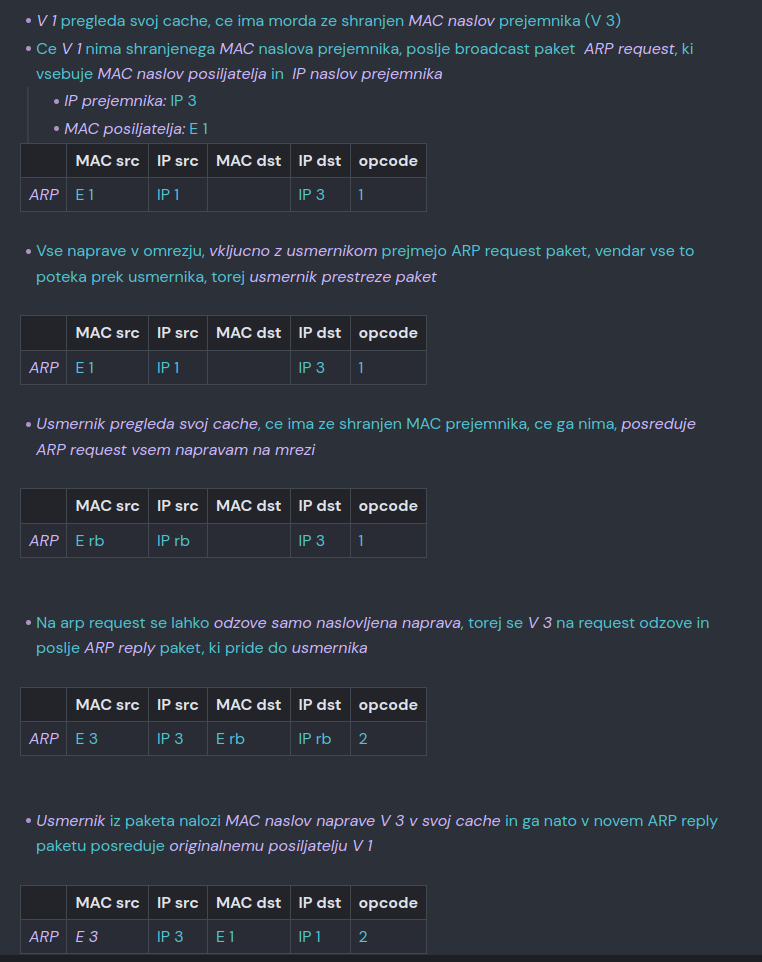 V 1 pregleda svoj cache, ce ima morda ze shranjen MAC naslov prejemnika (V 3)
Ce V 1 nima shranjenega MAC naslova prejemnika, poslje broadcast paket ARP request, ki
vsebuje MAC naslov posiljatelja in IP naslov prejemnika
IP prejemnika: IP 3
MAC posiljatelja: E 1
MAC src IP src MAC dst IP dst opcode
ARP E 1 IP 1 IP 3 1
Vse naprave v omrezju, vkljucno z usmernikom prejmejo ARP request paket, vendar vse to
poteka prek usmernika, torej usmernik prestreze paket
MAC src IP src MAC dst IP dst opcode
ARP E 1 IP 1 IP 3 1
Usmernik pregleda svoj cache, ce ima ze shranjen MAC prejemnika, ce ga nima, posreduje
ARP request vsem napravam na mrezi
MAC src IP src MAC dst IP dst opcode
ARP E rb IP rb IP 3 1
Na arp request se lahko odzove samo naslovljena naprava, torej se V 3 na request odzove in
poslje ARP reply paket, ki pride do usmernika
MAC src IP src MAC dst IP dst opcode
ARP E 3 IP 3 E rb IP rb 2
Usmernik iz paketa nalozi MAC naslov naprave V 3 v svoj cache in ga nato v novem ARP reply
paketu posreduje originalnemu posiljatelju V 1
MAC src IP src MAC dst IP dst opcode
ARP E 3 IP 3 E 1 IP 1 2